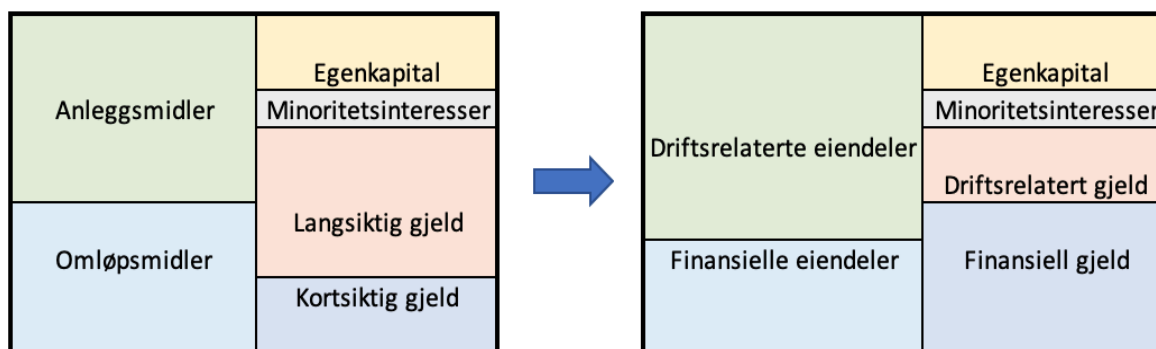 Egenkapital
Anleggsmidler
Minoritetsinteresser
Langsiktig gjeld
Omløpsmidler
Kortsiktig gjeld
Egenkapital
Minoritetsinteresser
Driftsrelaterte eiendeler
Driftsrelatert gjeld
Finansielle eiendeler
Finansiell gjeld